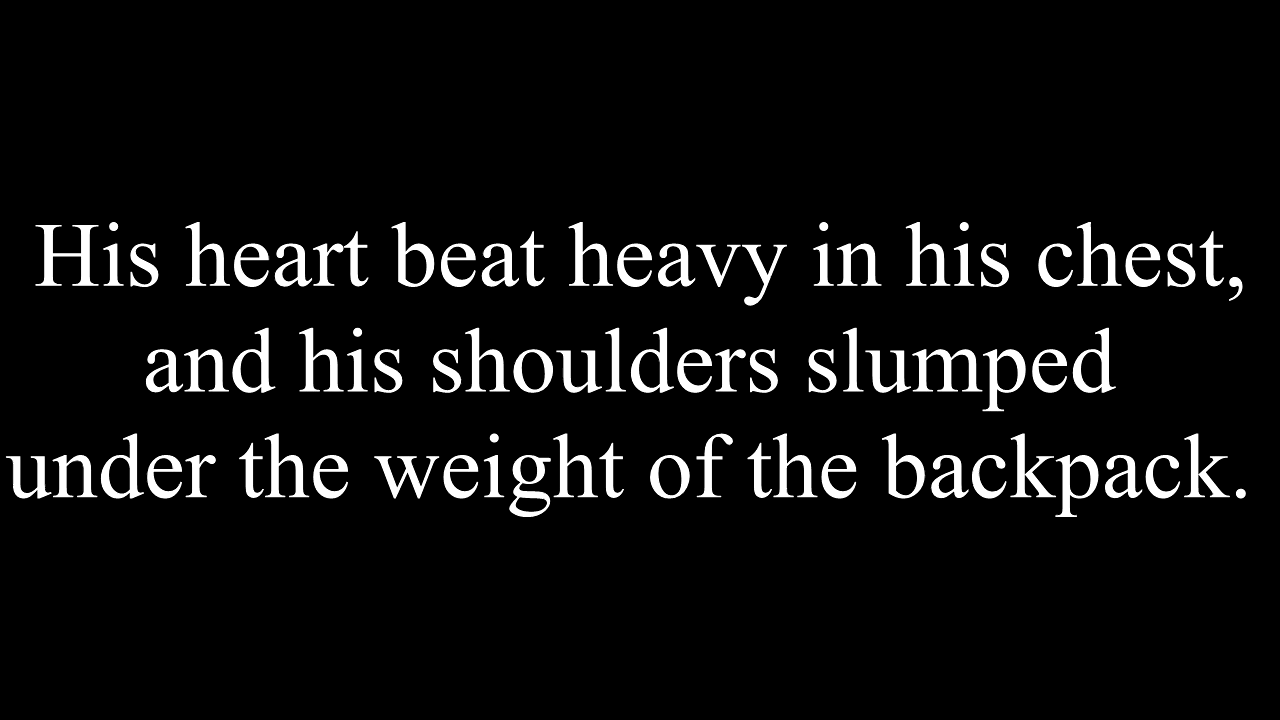 His heart beat heavy in his chest,
and his shoulders slumped
under the weight of the backpack.